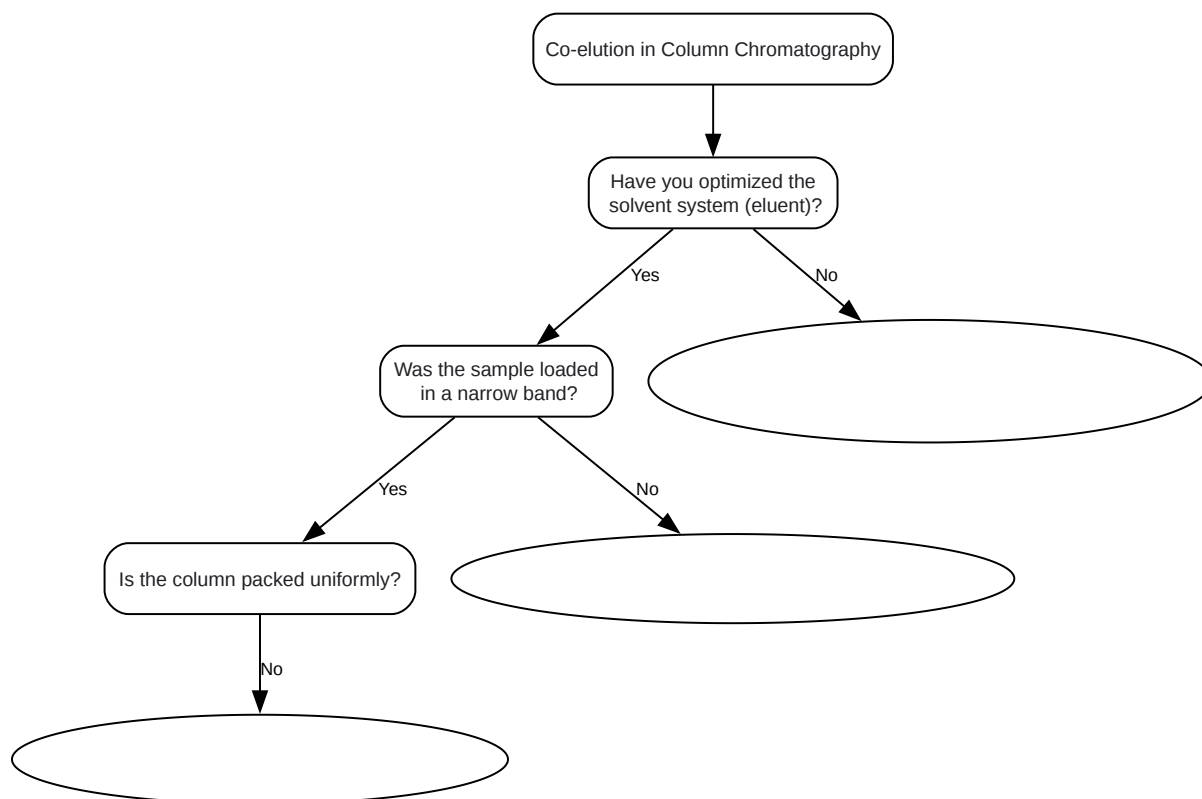 Co-elution in Column Chromatography
Have you optimized the
solvent system (eluent)?
Yes
No
Was the sample loaded
in a narrow band?
Yes
No
Is the column packed uniformly?
No